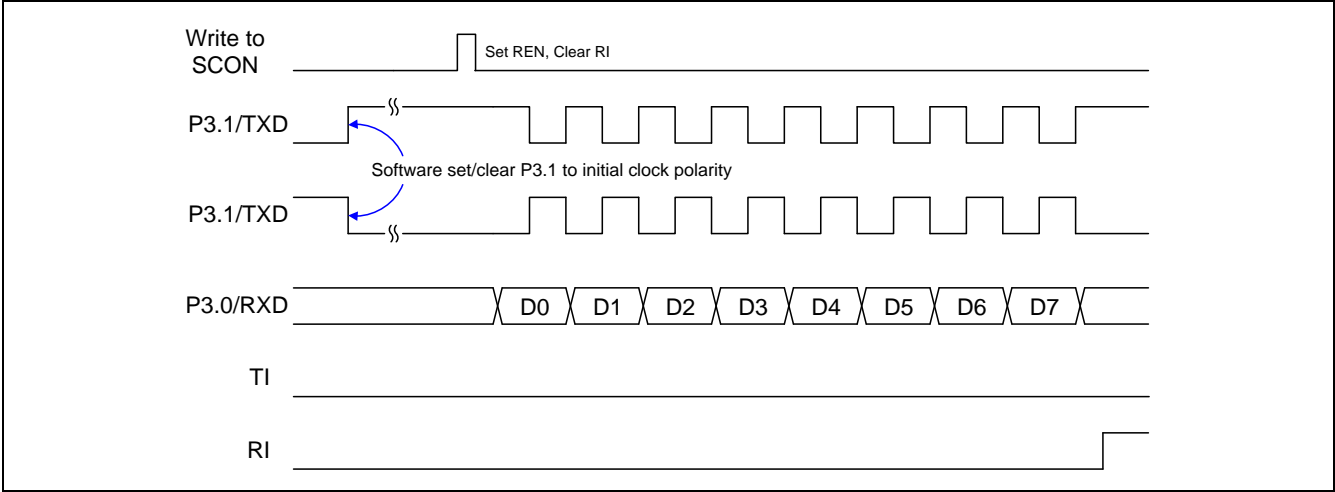 Write to
SCON
Set REN, Clear RI
P3.1/TXD
Software set/clear P3.1 to initial clock polarity
P3.1/TXD
P3.0/RXD
D0 D1 D2 D3 D4 D5 D6 D7
TI
RI